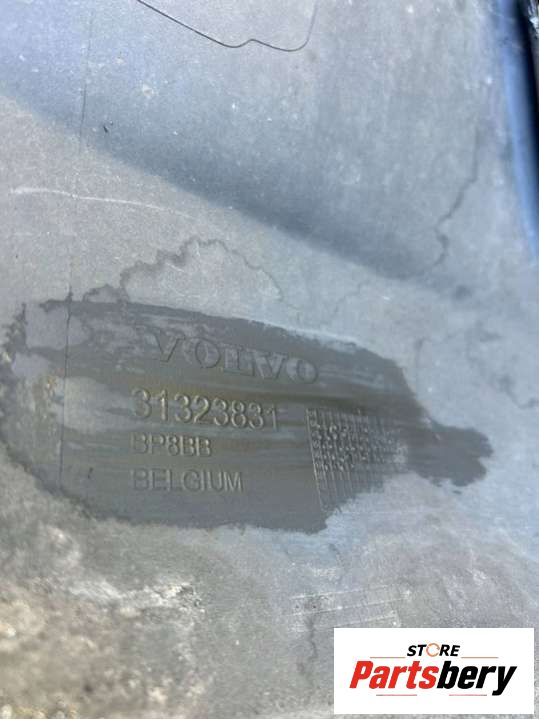 VOLVO
31323831
BP8BB
BELGIUM
STORE
Partsbery